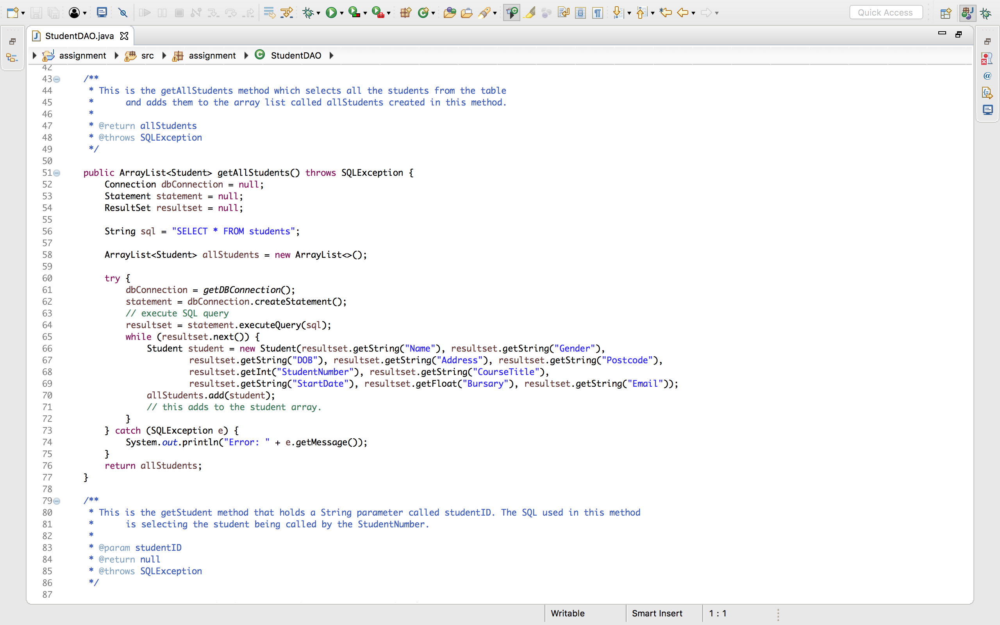 Quick Access
StudentDAO.java
assignment src assignment StudentDAO
42
43 /**
44 * This is the getAllStudents method which selects all the students from the table
45 * and adds them to the array list called allStudents created in this method.
46 *
47 * @return allStudents
48 * @throws SQLException
49 */
50
51 public ArrayList<Student> getAllStudents() throws SQLException {
52 Connection dbConnection = null;
53 Statement statement = null;
54 ResultSet resultset = null;
55
56 String sql = "SELECT * FROM students";
57
58 ArrayList<Student> allStudents = new ArrayList<>();
59
60 try {
61 dbConnection = getDBConnection();
62 statement = dbConnection.createStatement();
63 // execute SQL query
64 resultset = statement.executeQuery(sql);
65 while (resultset.next()) {
66 Student student = new Student(resultset.getString("Name"), resultset.getString("Gender"),
67 resultset.getString("DOB"), resultset.getString("Address"), resultset.getString("Postcode"),
68 resultset.getInt("StudentNumber"), resultset.getString("CourseTitle"),
69 resultset.getString("StartDate"), resultset.getFloat("Bursary"), resultset.getString("Email"));
70 allStudents.add(student);
71 // this adds to the student array.
72 }
73 } catch (SQLException e) {
74 System.out.println("Error: " + e.getMessage());
75 }
76 return allStudents;
77 }
78
79 /**
80 * This is the getStudent method that holds a String parameter called studentID. The SQL used in this method
81 * is selecting the student being called by the StudentNumber.
82 *
83 * @param studentID
84 * @return null
85 * @throws SQLException
86 */
87
Writable Smart Insert 1 : 1